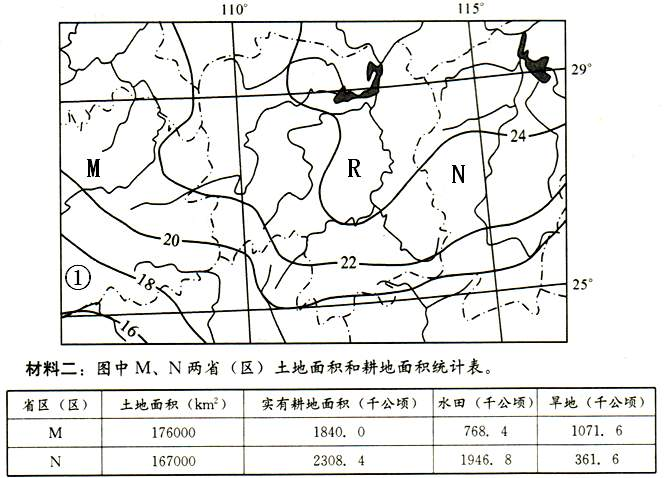 110°
115°
29°
24
M
R
N
20
22
①
18
25°
16
材料二：图中M、N两省（区）土地面积和耕地面积统计表。
省区（区） 土地面积（km²） 实有耕地面积（千公顷） 水田（千公顷） 旱地（千公顷）
M 176000 1840．0 768．4 1071．6
N 167000 2308．4 1946．8 361．6